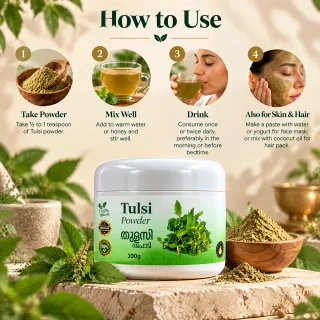 How to Use
1
Take Powder
Take ½ to 1 teaspoon
of Tulsi powder.
2
Mix Well
Add to warm water
or honey and
stir well.
3
Drink
Consume once
or twice daily,
preferably in
the morning or before
bedtime.
4
Also for Skin & Hair
Make a paste with water
or yogurt for face mask,
or mix with coconut oil for
hair pack.
Tulsi
Powder
തുളസി
100g